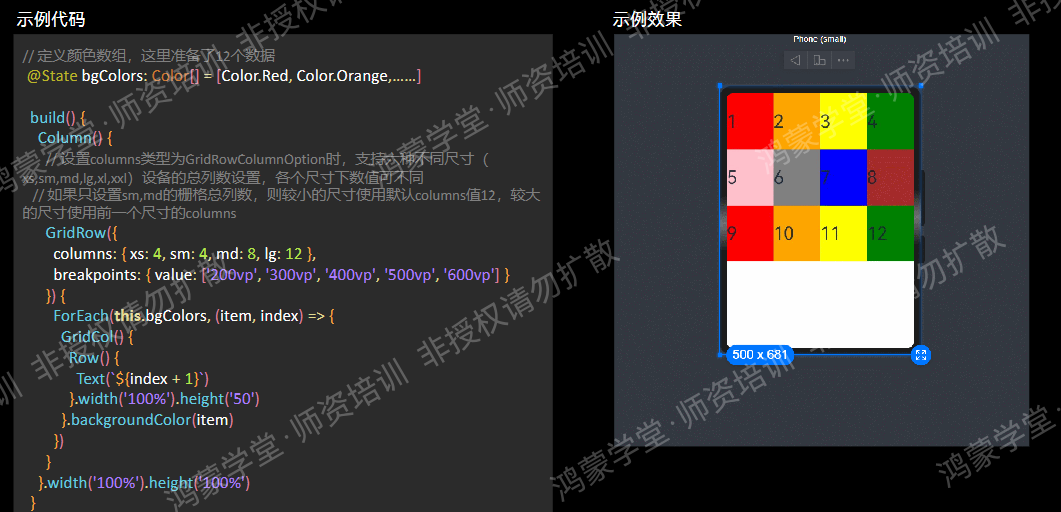 示例代码
// 定义颜色数组，这里准备了12个数据
@State bgColors: Color[] = [Color.Red, Color.Orange,……]
build() {
Column() {
// 设置columns类型为GridRowColumnOption时，支持六种不同尺寸（
xs,sm,md,lg,xl,xxl）设备的总列数设置，各个尺寸下数值可不同
// 如果只设置sm,md的栅格总列数，则较小的尺寸使用默认columns值12，较大
的尺寸使用前一个尺寸的columns
GridRow({
columns: { xs: 4, sm: 4, md: 8, lg: 12 },
breakpoints: { value: ['200vp', '300vp', '400vp', '500vp', '600vp'] }
}) {
ForEach(this.bgColors, (item, index) => {
GridCol() {
Row() {
Text(`${index + 1}`)
}.width('100%').height('50')
}.backgroundColor(item)
})
}
}.width('100%').height('100%')
}
示例效果
Phone (small)
1 2 3 4
5 6 7 8
9 10 11 12
500 x 681
鸿蒙学堂·师资培训 非授权请勿扩散